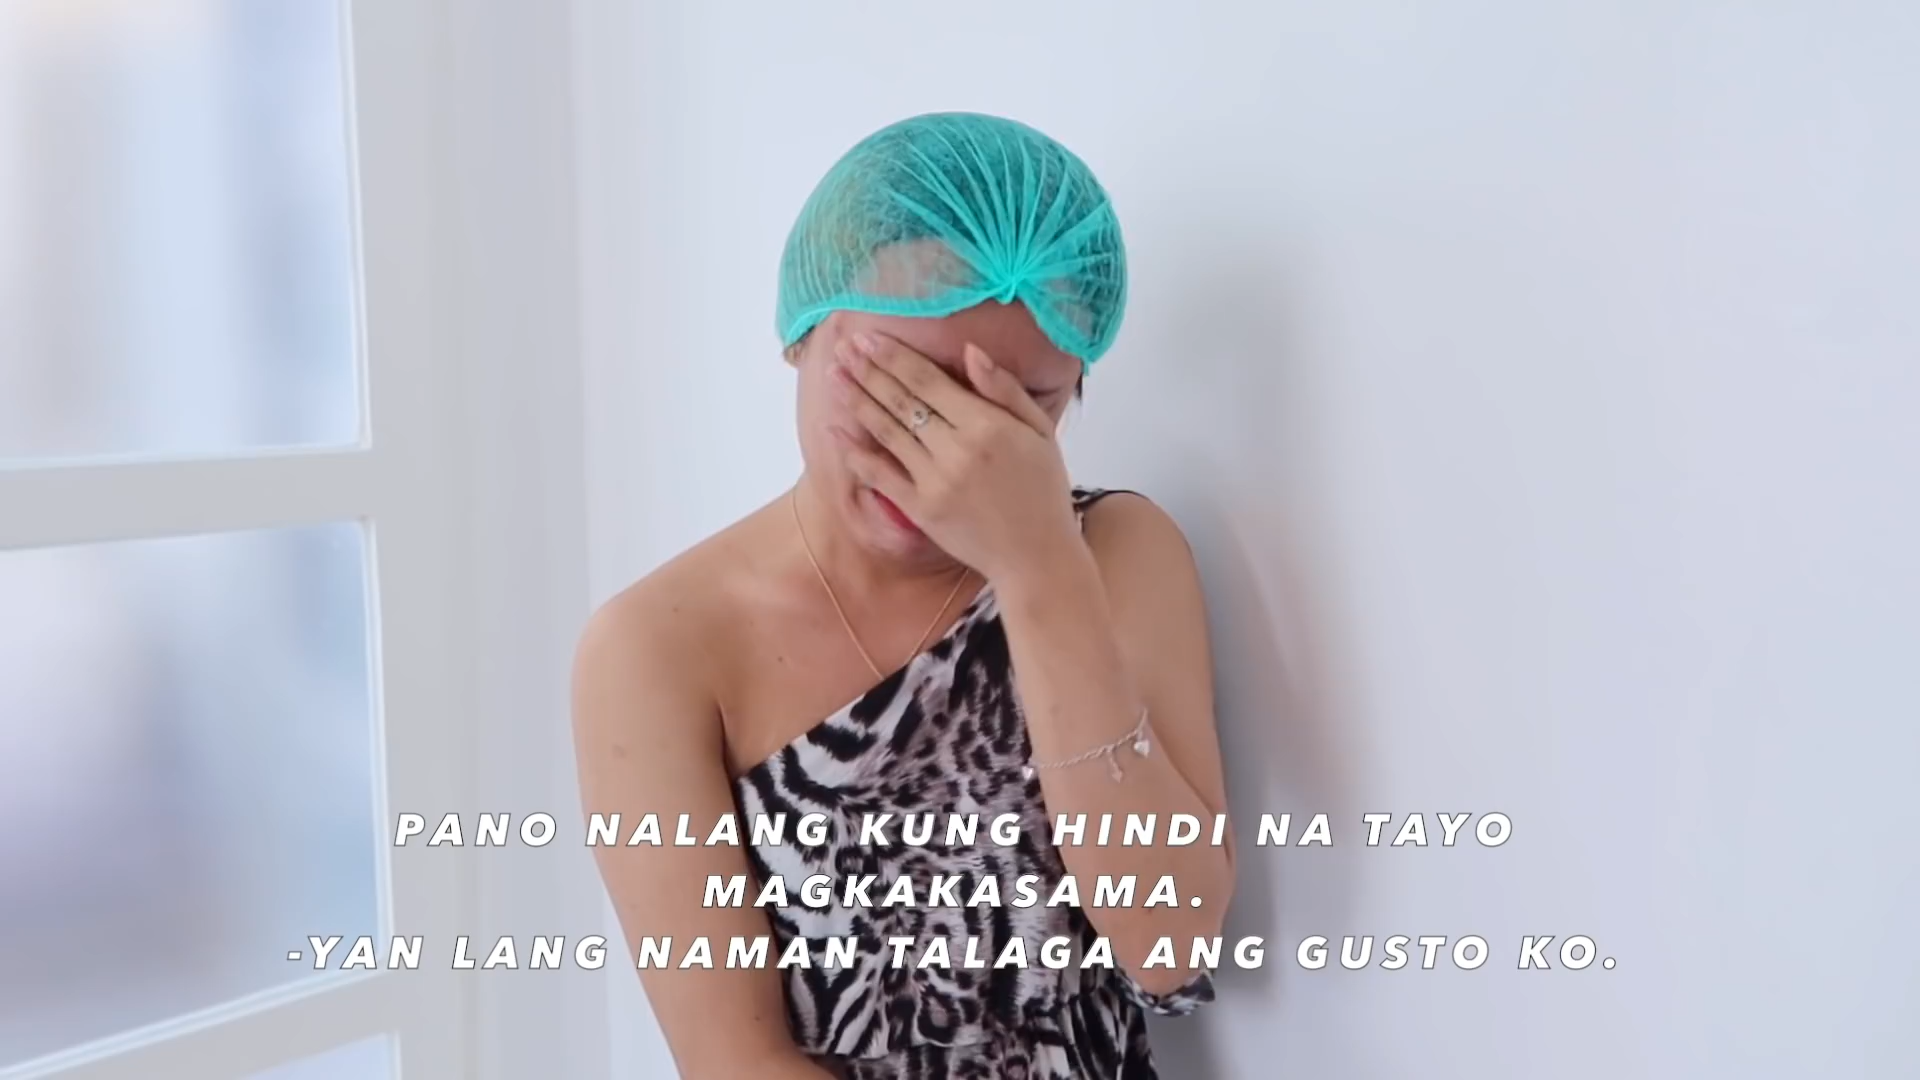 PANO NALANG KUNG HINDI NA TAYO
MAGKAKASAMA.
-YAN LANG NAMAN TALAGA ANG GUSTO KO.